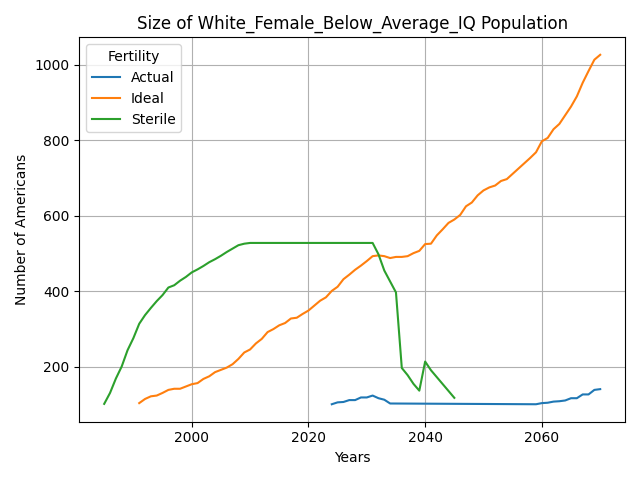 Size of White_Female_Below_Average_IQ Population
Fertility
Actual
Ideal
Sterile
Number of Americans
1000
800
600
400
200
2000
2020
2040
2060
Years